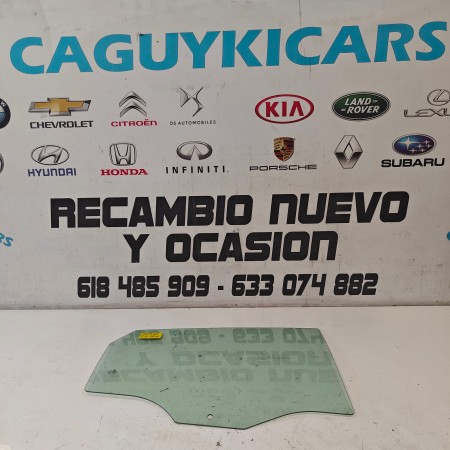 CAGUYKICARS
CHEVROLET CITROËN DS AUTOMOBILES KIA LAND ROVER LEXUS
HYUNDAI HONDA INFINITI PORSCHE SUBARU
RECAMBIO NUEVO
Y OCASION
618 485 909 - 633 074 882